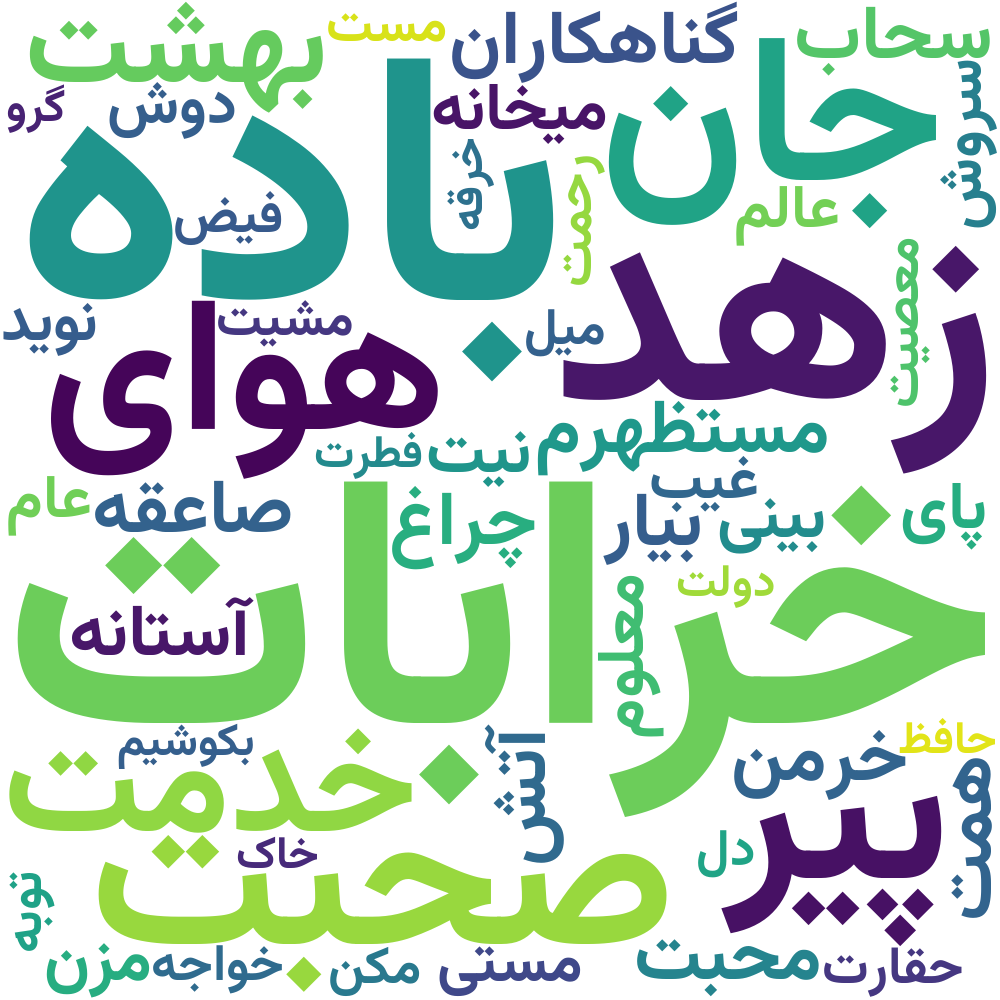 مست
گناهکاران
بهشت
سحاب
جان
باده
میخانه
دوش
گرو
سروش
خرقه
رحمت
عالم
فیض
زهد
معصیت
نوید
مشیت
هوای
میل
مستظهرم
نیت
فطرت
غیب
صاعقه
عام
چراغ
بیار
بینی
پای
خرابات
دولت
معلوم
آستانه
بکوشیم
حافظ
خدمت
آتش
خرمن
همت
پیر
صحبت
خاک
دل
توبه
مزن
خواجه
مکن
مستی
محبت
حقارت